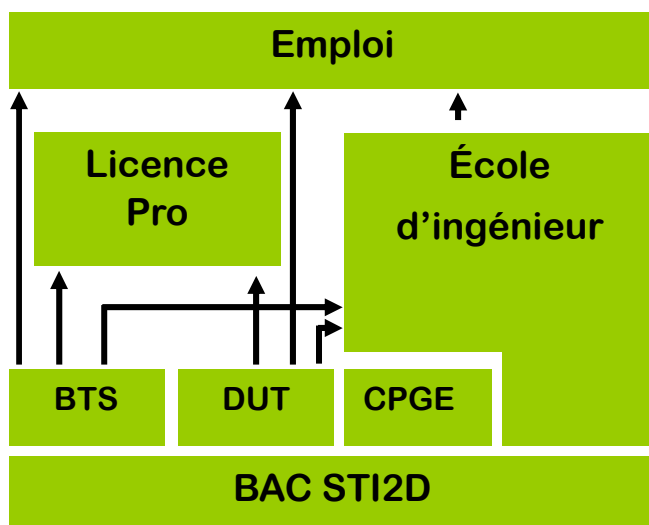 Emploi
Licence
Pro
École
d’ingénieur
BTS
DUT
CPGE
BAC STI2D